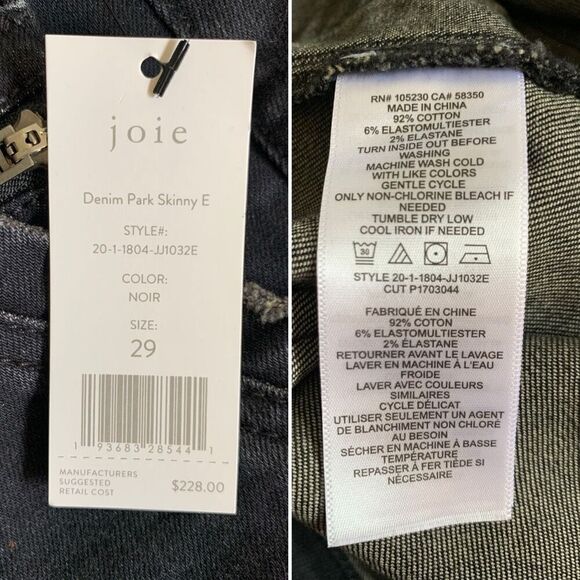 joie
Denim Park Skinny E
STYLE#:
20-1-1804-JJ1032E
COLOR:
NOIR
SIZE:
29
1 93683 28544 1
MANUFACTURERS
SUGGESTED
RETAIL COST
$228.00
RN# 105230 CA# 58350
MADE IN CHINA
92% COTTON
6% ELASTOMULTIESTER
2% ELASTANE
TURN INSIDE OUT BEFORE
WASHING
MACHINE WASH COLD
WITH LIKE COLORS
GENTLE CYCLE
ONLY NON-CHLORINE BLEACH IF
NEEDED
TUMBLE DRY LOW
COOL IRON IF NEEDED
30
STYLE 20-1-1804-JJ1032E
CUT P1703044
FABRIQUÉ EN CHINE
92% COTON
6% ELASTOMULTIESTER
2% ÉLASTANE
RETOURNER AVANT LE LAVAGE
LAVER EN MACHINE À L'EAU
FROIDE
LAVER AVEC COULEURS
SIMILAIRES
CYCLE DÉLICAT
UTILISER SEULEMENT UN AGENT
DE BLANCHIMENT NON CHLORÉ
AU BESOIN
SÉCHER EN MACHINE À BASSE
TEMPÉRATURE
REPASSER À FER TIÈDE SI
NÉCESSAIRE